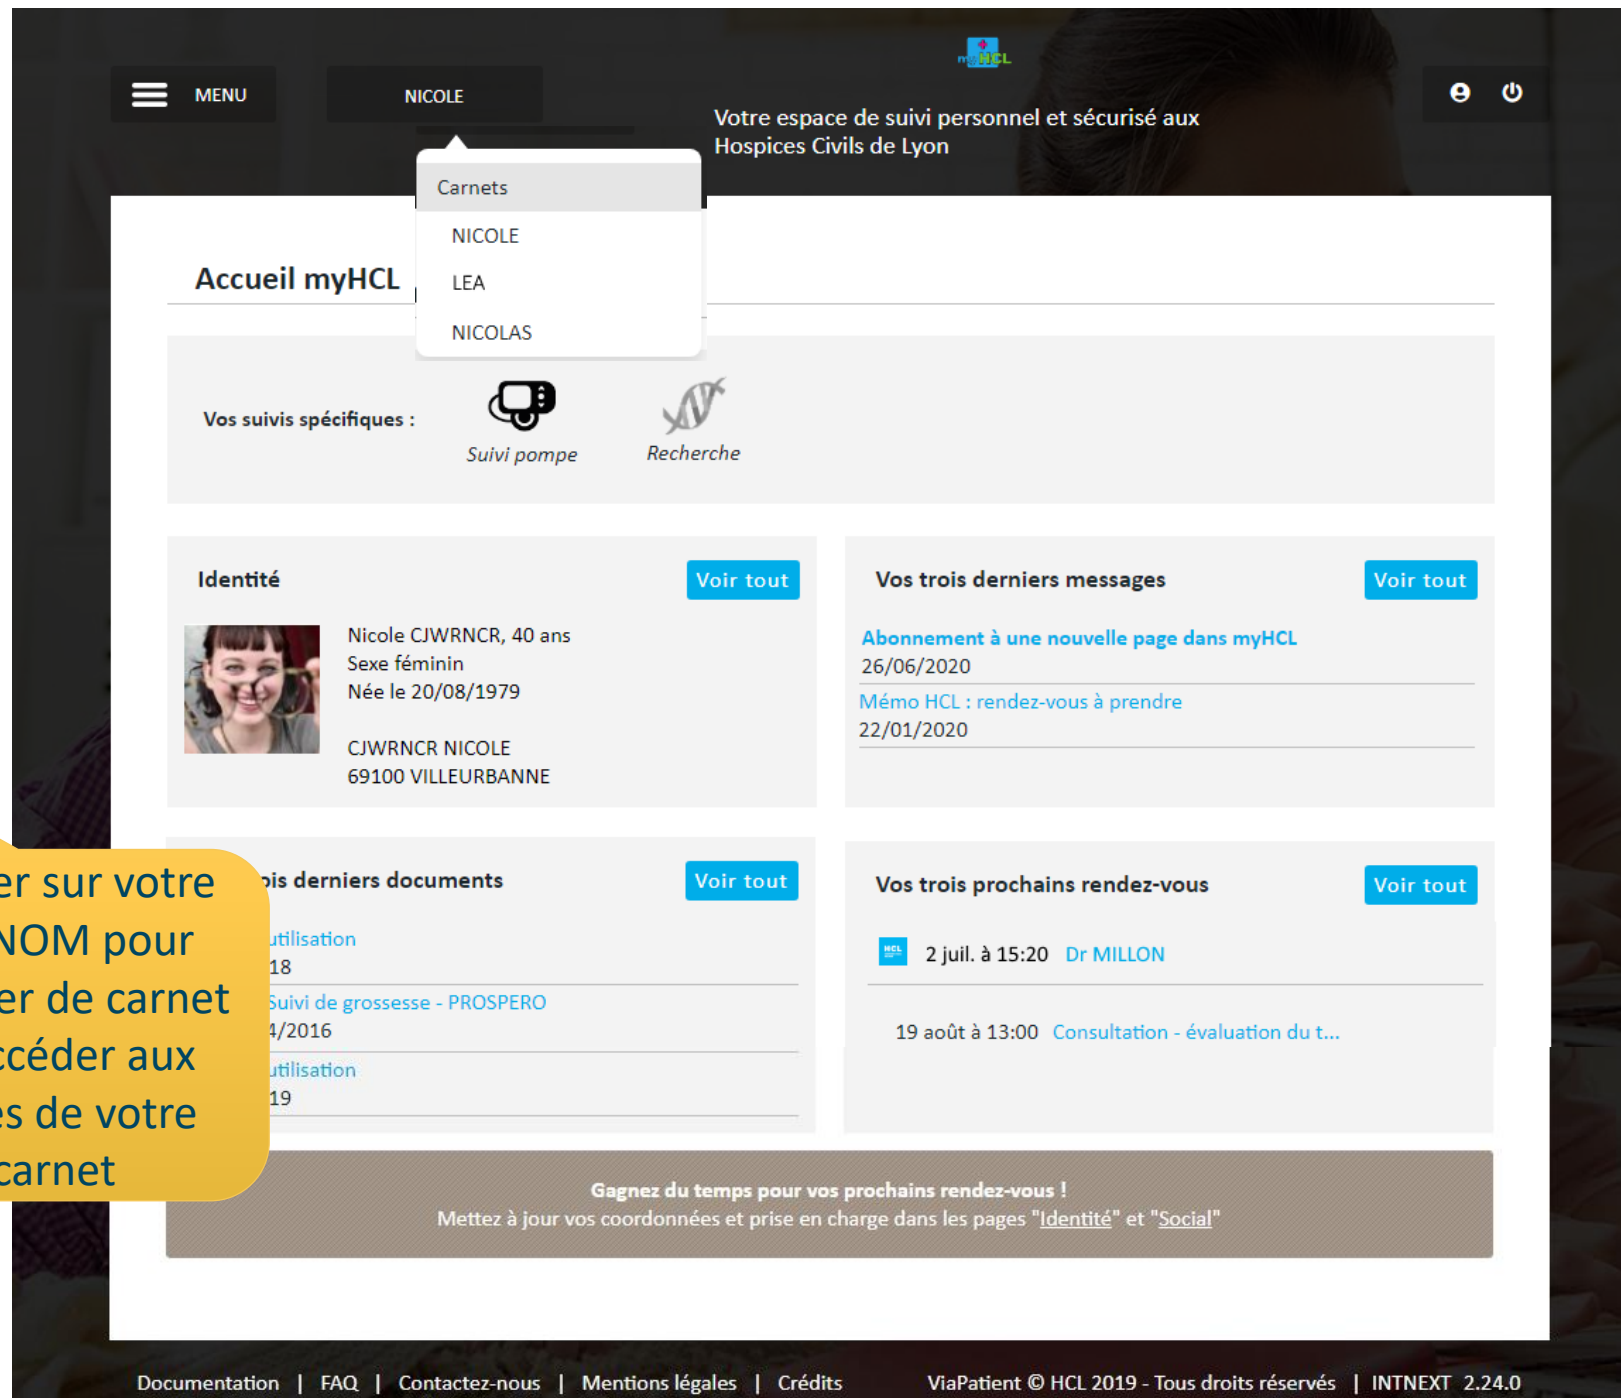 myHCL
MENU
NICOLE
Votre espace de suivi personnel et sécurisé aux
Hospices Civils de Lyon
Carnets
NICOLE
LEA
NICOLAS
Accueil myHCL
Vos suivis spécifiques :
Suivi pompe
Recherche
Identité
Voir tout
Nicole CJWRNCR, 40 ans
Sexe féminin
Née le 20/08/1979
CJWRNCR NICOLE
69100 VILLEURBANNE
Vos trois derniers messages
Voir tout
Abonnement à une nouvelle page dans myHCL
26/06/2020
Mémo HCL : rendez-vous à prendre
22/01/2020
derniers documents
Voir tout
utilisation
18
Suivi de grossesse - PROSPERO
4/2016
utilisation
19
sur votre
NOM pour
de carnet
aux
de votre
carnet
Vos trois prochains rendez-vous
Voir tout
HCL
2 juil. à 15:20 Dr MILLON
19 août à 13:00 Consultation - évaluation du t...
Gagnez du temps pour vos prochains rendez-vous !
Mettez à jour vos coordonnées et prise en charge dans les pages "Identité" et "Social"
Documentation | FAQ | Contactez-nous | Mentions légales | Crédits
ViaPatient © HCL 2019 - Tous droits réservés | INTNEXT 2.24.0